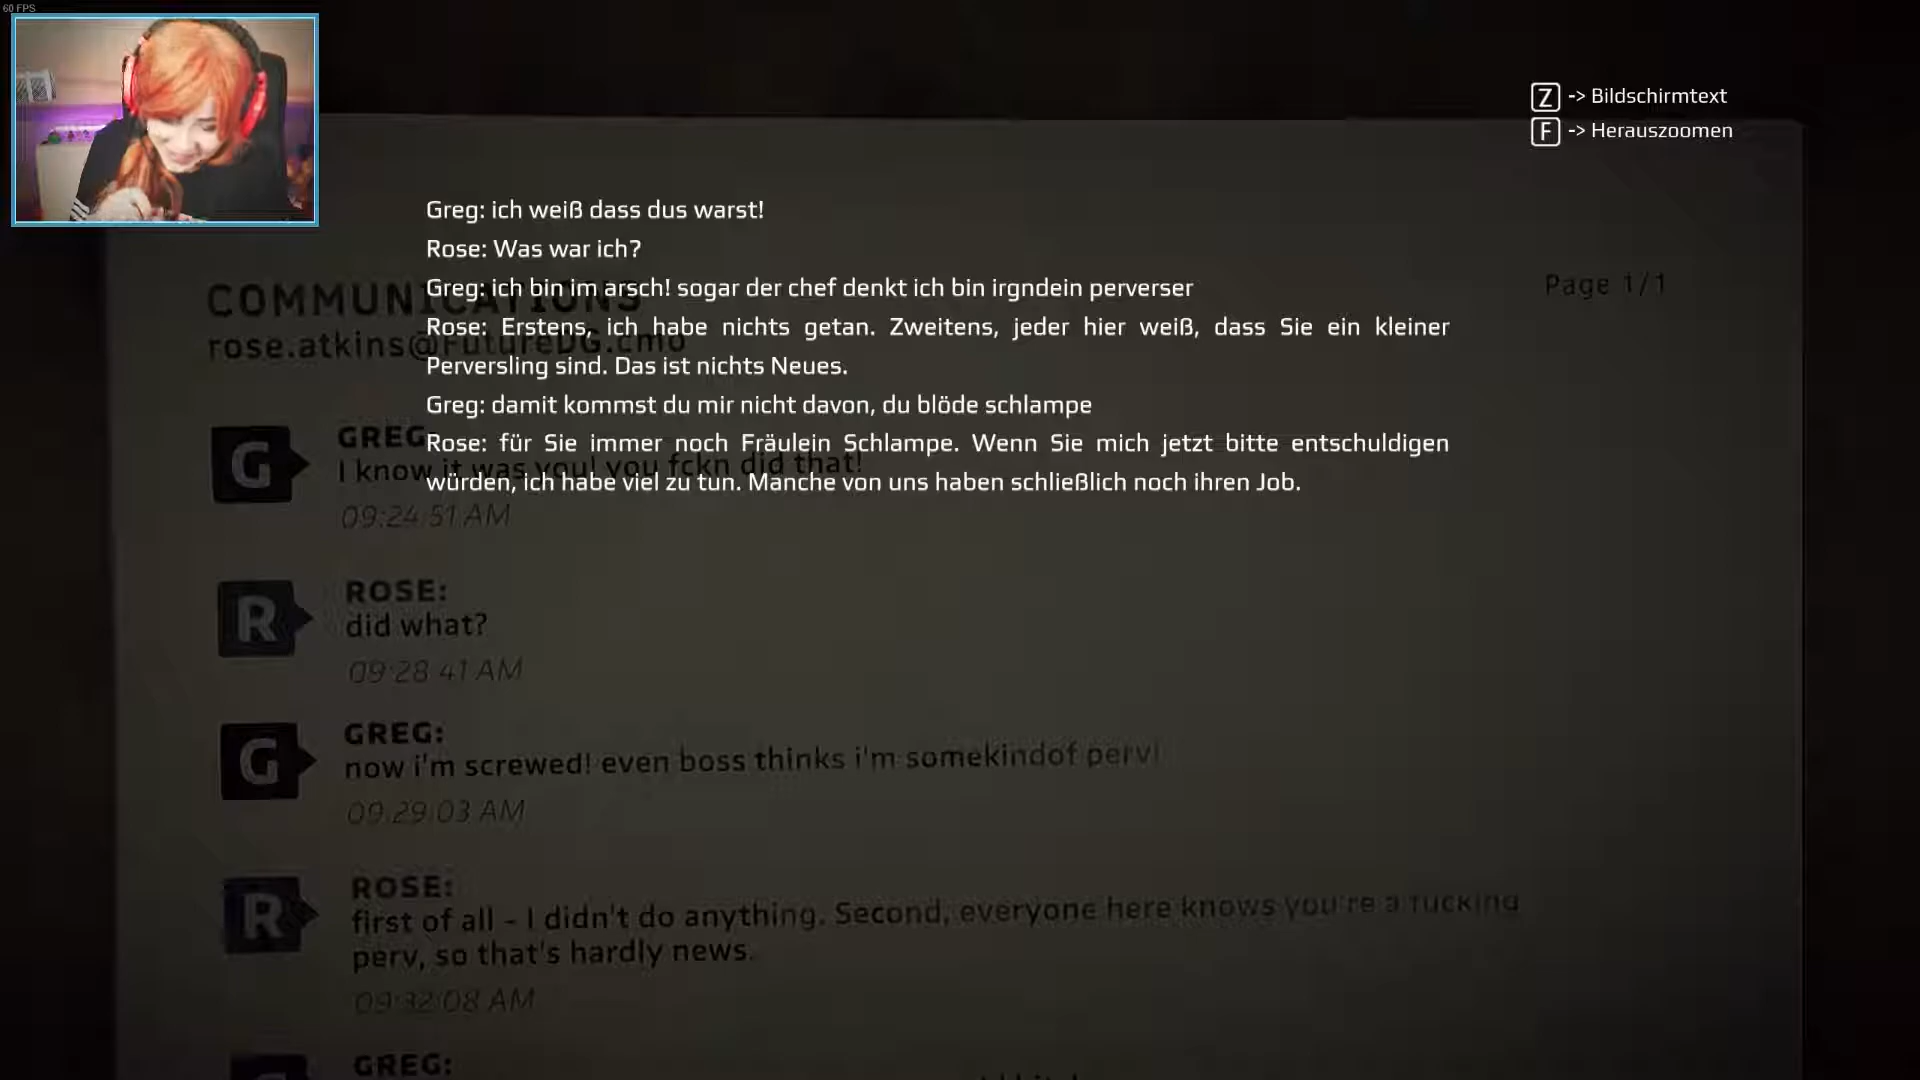 60 FPS
Z -> Bildschirmtext
F -> Herauszoomen
Greg: ich weiß dass dus warst!
Rose: Was war ich?
Greg: ich bin im arsch! sogar der chef denkt ich bin irgndein perverser
Rose: Erstens, ich habe nichts getan. Zweitens, jeder hier weiß, dass Sie ein kleiner
Perversling sind. Das ist nichts Neues.
Greg: damit kommst du mir nicht davon, du blöde schlampe
Rose: für Sie immer noch Fräulein Schlampe. Wenn Sie mich jetzt bitte entschuldigen
würden, ich habe viel zu tun. Manche von uns haben schließlich noch ihren Job.
COMMUNICATIONS
Page 1/1
rose.atkins@FutureDG.cmo
G
GREG:
I know it was you! you fckn did that!
09:24:51 AM
R
ROSE:
did what?
09:28:41 AM
G
GREG:
now i'm screwed! even boss thinks i'm somekindof perv!
09:29:03 AM
R
ROSE:
first of all - I didn't do anything. Second, everyone here knows you're a fucking
perv, so that's hardly news.
09:32:08 AM
GREG: